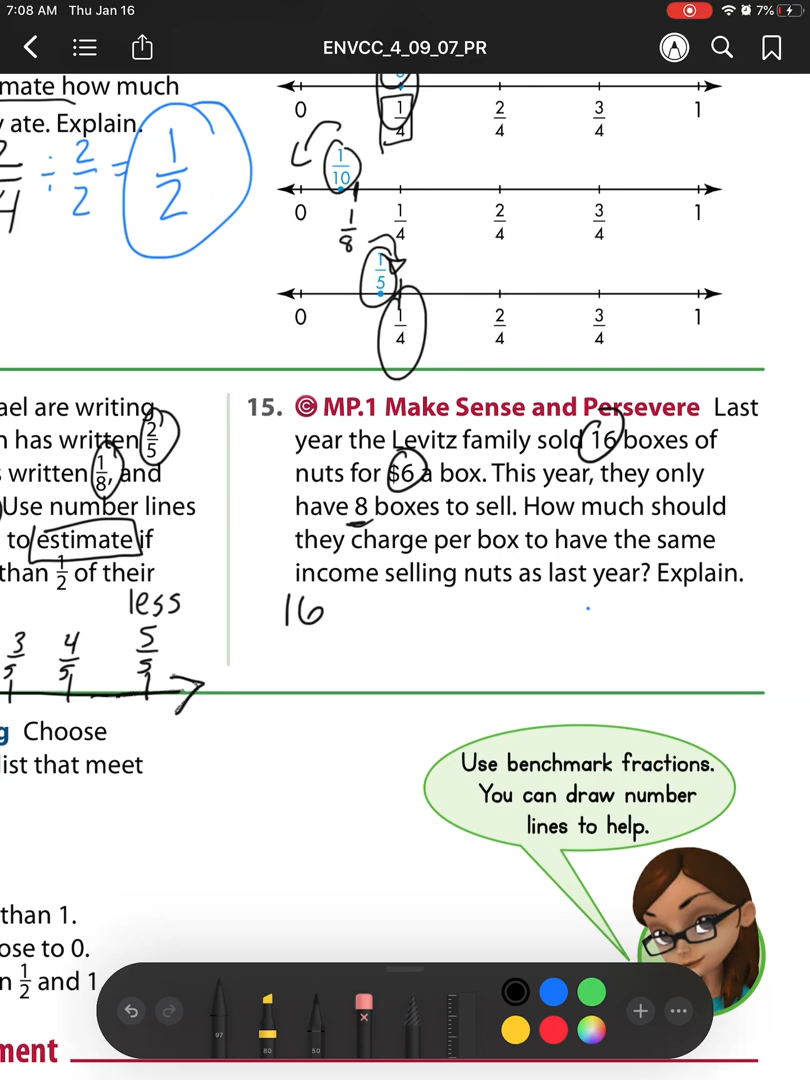 7:08 AM Thu Jan 16
7%
ENVCC_4_09_07_PR
mate how much
ate. Explain.
÷ 2/2 = 1/2
0 1/4 2/4 3/4 1
1/10
0 1/8 1/4 2/4 3/4 1
1/5
0 1/4 2/4 3/4 1
ael are writing
n has written 2/5
written 1/8, and
Use number lines
to estimate if
than 1/2 of their
less
3/5 4/5 5/5
15. MP.1 Make Sense and Persevere Last
year the Levitz family sold 16 boxes of
nuts for $6 a box. This year, they only
have 8 boxes to sell. How much should
they charge per box to have the same
income selling nuts as last year? Explain.
16
g Choose
list that meet
Use benchmark fractions.
You can draw number
lines to help.
than 1.
ose to 0.
n 1/2 and 1
ment
97 80 50